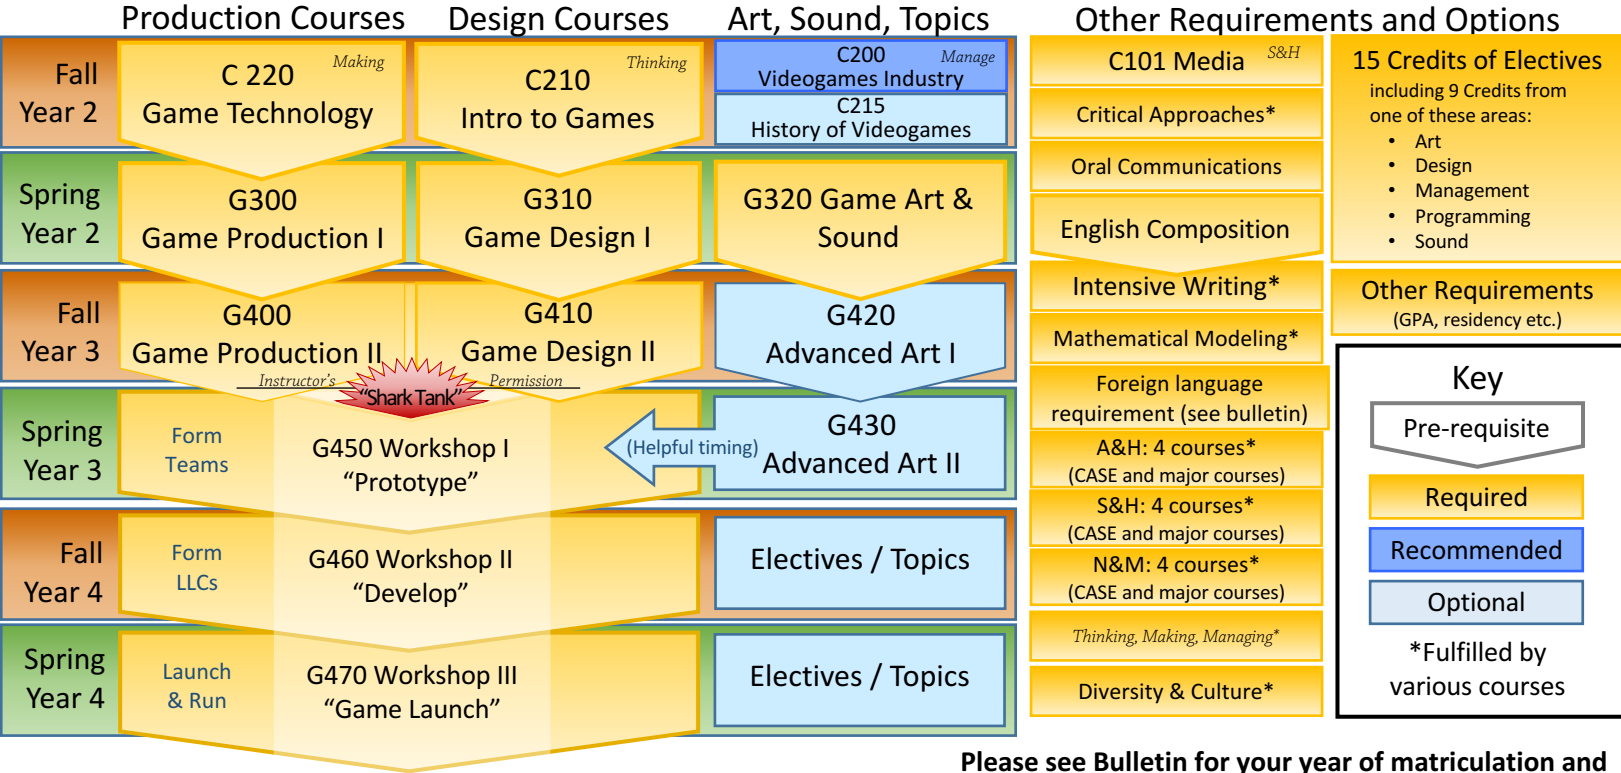 Production Courses
Design Courses
Art, Sound, Topics
Other Requirements and Options
Fall
Year 2
C 220
Making
Game Technology
C210
Thinking
Intro to Games
C200
Manage
Videogames Industry
C215
History of Videogames
Spring
Year 2
G300
Game Production I
G310
Game Design I
G320 Game Art &
Sound
Fall
Year 3
G400
Game Production II
G410
Game Design II
G420
Advanced Art I
Instructor's
Permission
"Shark Tank"
Spring
Year 3
Form
Teams
G450 Workshop I
"Prototype"
(Helpful timing)
G430
Advanced Art II
Fall
Year 4
Form
LLCs
G460 Workshop II
"Develop"
Electives / Topics
Spring
Year 4
Launch
& Run
G470 Workshop III
"Game Launch"
Electives / Topics
C101 Media
S&H
Critical Approaches*
Oral Communications
English Composition
Intensive Writing*
Mathematical Modeling*
Foreign language
requirement (see bulletin)
A&H: 4 courses*
(CASE and major courses)
S&H: 4 courses*
(CASE and major courses)
N&M: 4 courses*
(CASE and major courses)
Thinking, Making, Managing*
Diversity & Culture*
15 Credits of Electives
including 9 Credits from
one of these areas:
• Art
• Design
• Management
• Programming
• Sound
Other Requirements
(GPA, residency etc.)
Key
Pre-requisite
Required
Recommended
Optional
*Fulfilled by
various courses
Please see Bulletin for your year of matriculation and